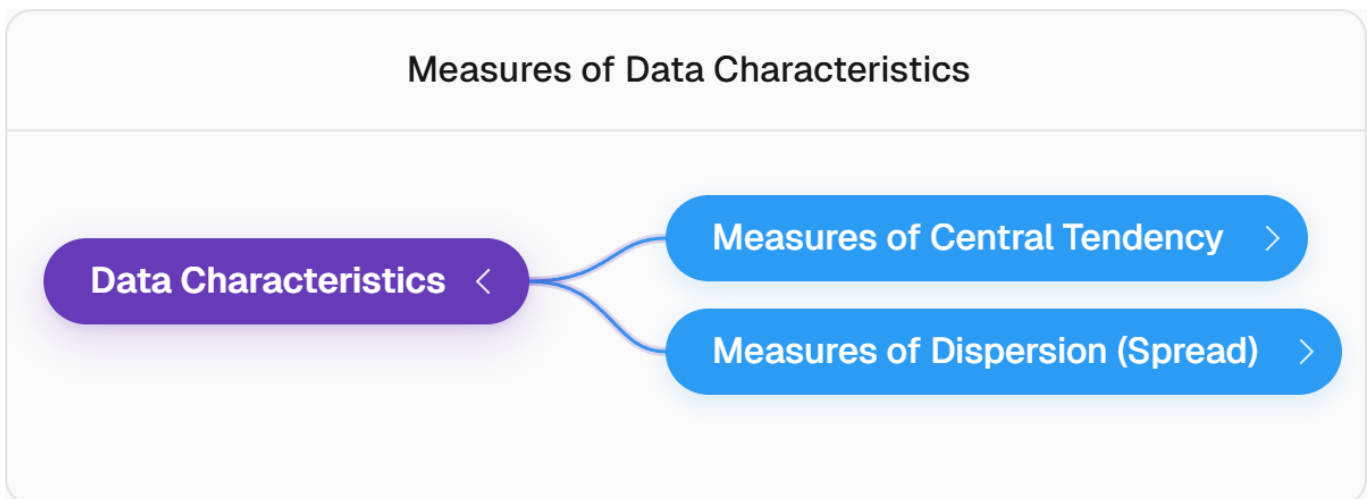 Measures of Data Characteristics
Data Characteristics
Measures of Central Tendency
Measures of Dispersion (Spread)